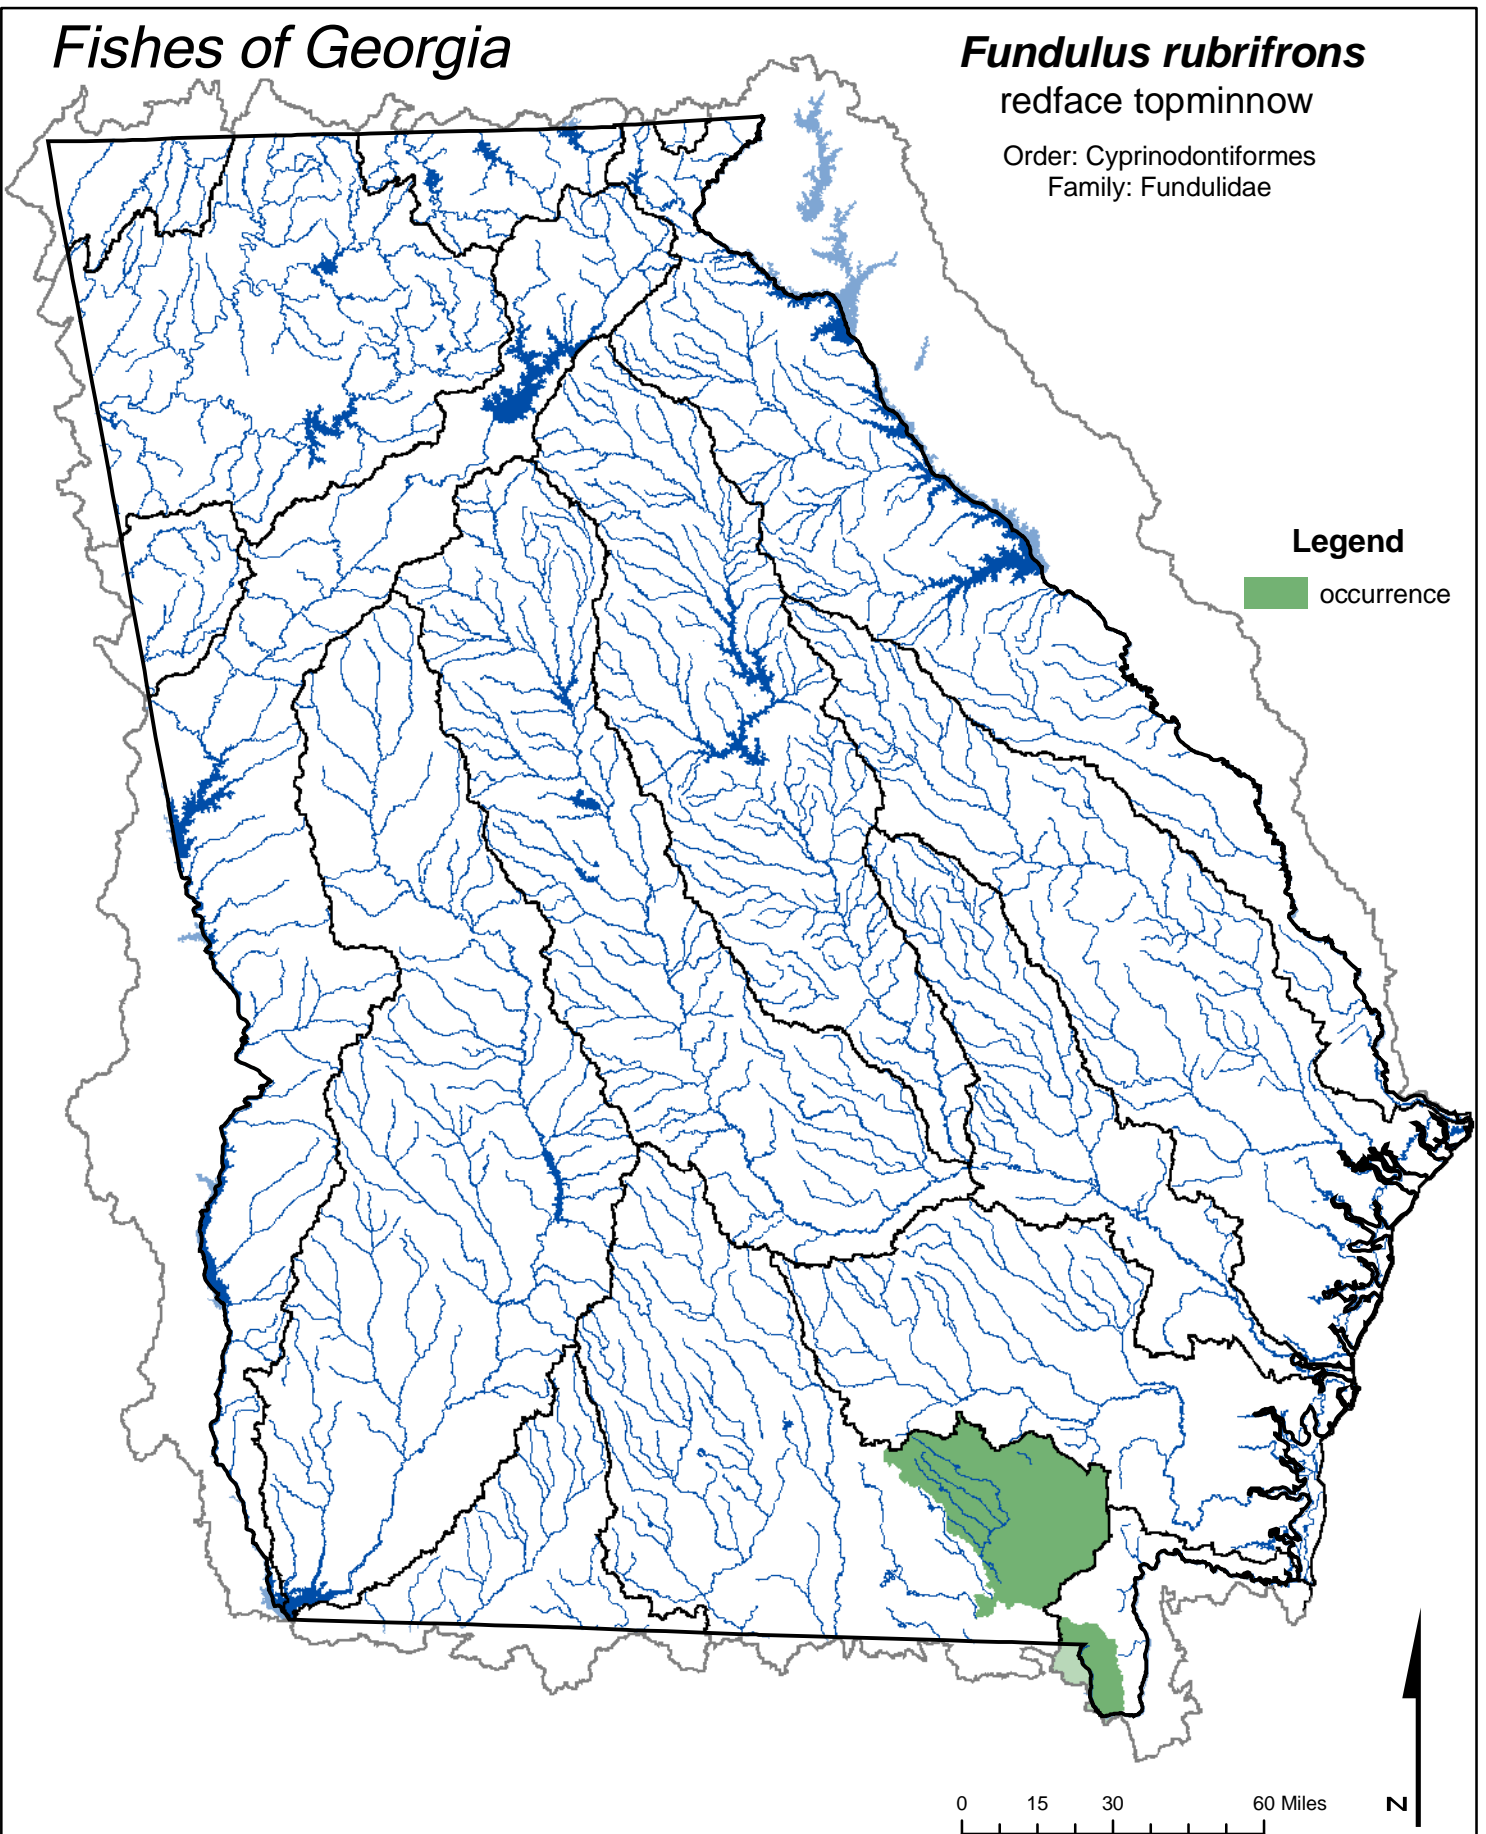 Fishes of Georgia
Fundulus rubrifrons
redface topminnow
Order: Cyprinodontiformes
Family: Fundulidae
Legend
occurrence
0 15 30 60 Miles
N